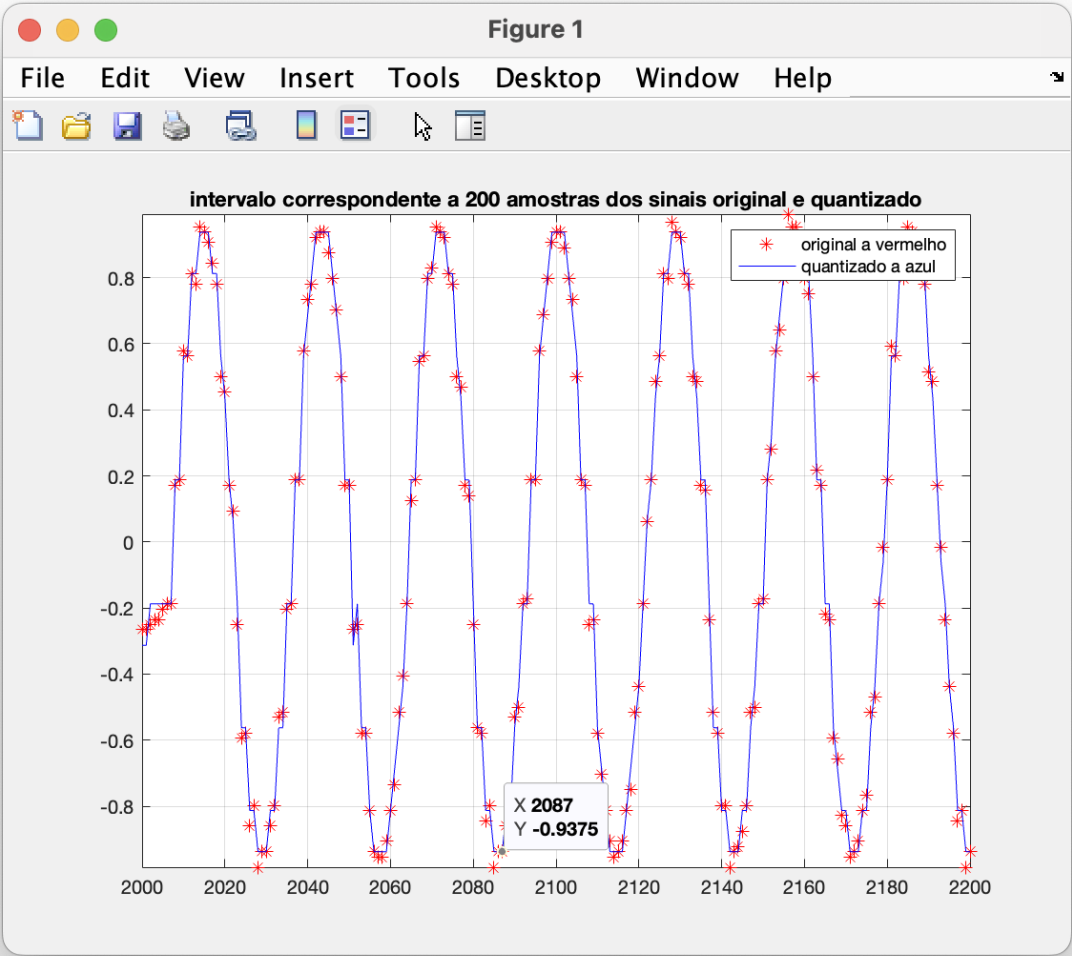 Figure 1
File Edit View Insert Tools Desktop Window Help
intervalo correspondente a 200 amostras dos sinais original e quantizado
original a vermelho
quantizado a azul
0.8
0.6
0.4
0.2
0
-0.2
-0.4
-0.6
-0.8
X 2087
Y -0.9375
2000 2020 2040 2060 2080 2100 2120 2140 2160 2180 2200